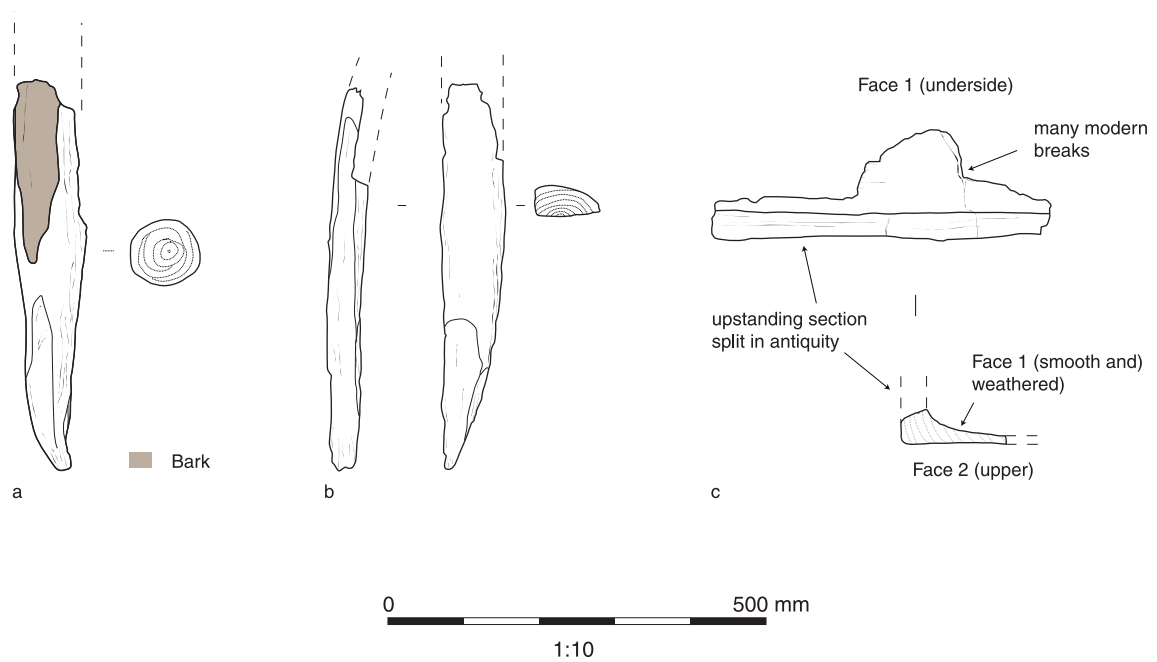 Face 1 (underside)
many modern
breaks
upstanding section
split in antiquity
Face 1 (smooth and)
weathered)
Bark
Face 2 (upper)
a
b
c
0
500 mm
1:10